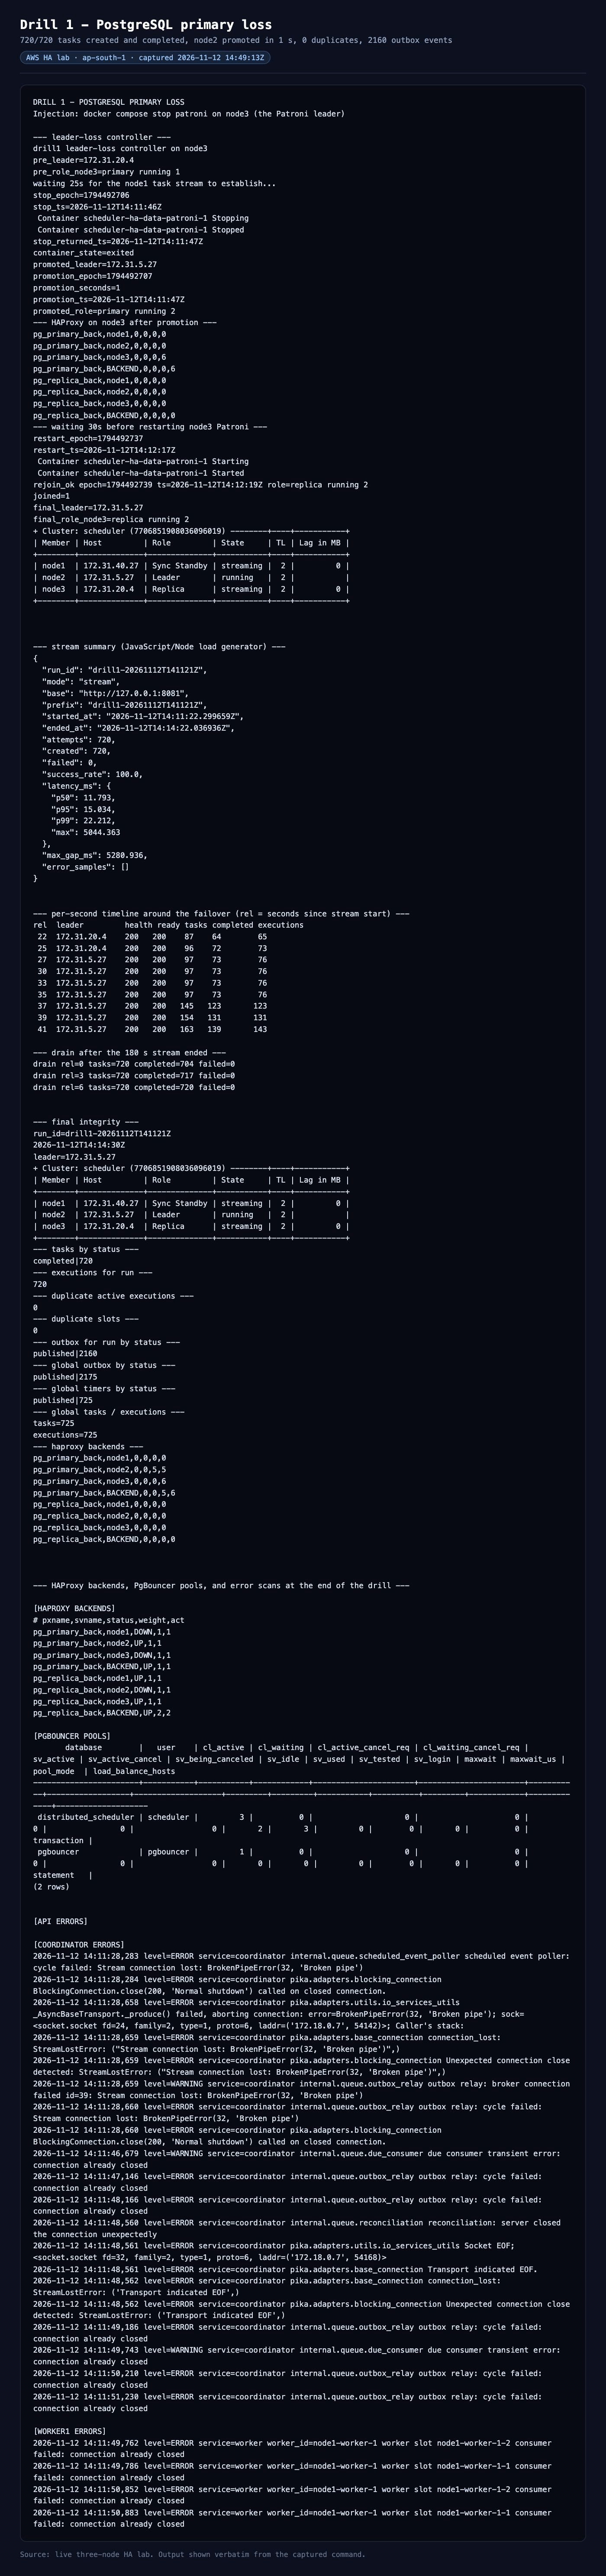 Drill 1 - PostgreSQL primary loss
720/720 tasks created and completed, node2 promoted in 1 s, 0 duplicates, 2160 outbox events
AWS HA lab · ap-south-1 · captured 2026-11-12 14:49:13Z
DRILL 1 - POSTGRESQL PRIMARY LOSS
Injection: docker compose stop patroni on node3 (the Patroni leader)
--- leader-loss controller ---
drill1 leader-loss controller on node3
pre_leader=172.31.20.4
pre_role_node3=primary running 1
waiting 25s for the node1 task stream to establish...
stop_epoch=1794492706
stop_ts=2026-11-12T14:11:46Z
 Container scheduler-ha-data-patroni-1 Stopping
 Container scheduler-ha-data-patroni-1 Stopped
stop_returned_ts=2026-11-12T14:11:47Z
container_state=exited
promoted_leader=172.31.5.27
promotion_epoch=1794492707
promotion_seconds=1
promotion_ts=2026-11-12T14:11:47Z
promoted_role=primary running 2
--- HAProxy on node3 after promotion ---
pg_primary_back,node1,0,0,0,0
pg_primary_back,node2,0,0,0,0
pg_primary_back,node3,0,0,0,6
pg_primary_back,BACKEND,0,0,0,6
pg_replica_back,node1,0,0,0,0
pg_replica_back,node2,0,0,0,0
pg_replica_back,node3,0,0,0,0
pg_replica_back,BACKEND,0,0,0,0
--- waiting 30s before restarting node3 Patroni ---
restart_epoch=1794492737
restart_ts=2026-11-12T14:12:17Z
 Container scheduler-ha-data-patroni-1 Starting
 Container scheduler-ha-data-patroni-1 Started
rejoin_ok epoch=1794492739 ts=2026-11-12T14:12:19Z role=replica running 2
joined=1
final_leader=172.31.5.27
final_role_node3=replica running 2
+ Cluster: scheduler (7706851908036096019) --------+----+-----------+
| Member | Host         | Role         | State     | TL | Lag in MB |
+--------+--------------+--------------+-----------+----+-----------+
| node1  | 172.31.40.27 | Sync Standby | streaming |  2 |         0 |
| node2  | 172.31.5.27  | Leader       | running   |  2 |           |
| node3  | 172.31.20.4  | Replica      | streaming |  2 |         0 |
+--------+--------------+--------------+-----------+----+-----------+
--- stream summary (JavaScript/Node load generator) ---
{
  "run_id": "drill1-20261112T141121Z",
  "mode": "stream",
  "base": "http://127.0.0.1:8081",
  "prefix": "drill1-20261112T141121Z",
  "started_at": "2026-11-12T14:11:22.299659Z",
  "ended_at": "2026-11-12T14:14:22.036936Z",
  "attempts": 720,
  "created": 720,
  "failed": 0,
  "success_rate": 100.0,
  "latency_ms": {
    "p50": 11.793,
    "p95": 15.034,
    "p99": 22.212,
    "max": 5044.363
  },
  "max_gap_ms": 5280.936,
  "error_samples": []
}
--- per-second timeline around the failover (rel = seconds since stream start) ---
rel  leader         health ready tasks completed executions
 22  172.31.20.4    200   200    87    64        65
 25  172.31.20.4    200   200    96    72        73
 27  172.31.5.27    200   200    97    73        76
 30  172.31.5.27    200   200    97    73        76
 33  172.31.5.27    200   200    97    73        76
 35  172.31.5.27    200   200    97    73        76
 37  172.31.5.27    200   200   145   123       123
 39  172.31.5.27    200   200   154   131       131
 41  172.31.5.27    200   200   163   139       143
--- drain after the 180 s stream ended ---
drain rel=0 tasks=720 completed=704 failed=0
drain rel=3 tasks=720 completed=717 failed=0
drain rel=6 tasks=720 completed=720 failed=0
--- final integrity ---
run_id=drill1-20261112T141121Z
2026-11-12T14:14:30Z
leader=172.31.5.27
+ Cluster: scheduler (7706851908036096019) --------+----+-----------+
| Member | Host         | Role         | State     | TL | Lag in MB |
+--------+--------------+--------------+-----------+----+-----------+
| node1  | 172.31.40.27 | Sync Standby | streaming |  2 |         0 |
| node2  | 172.31.5.27  | Leader       | running   |  2 |           |
| node3  | 172.31.20.4  | Replica      | streaming |  2 |         0 |
+--------+--------------+--------------+-----------+----+-----------+
--- tasks by status ---
completed|720
--- executions for run ---
720
--- duplicate active executions ---
0
--- duplicate slots ---
0
--- outbox for run by status ---
published|2160
--- global outbox by status ---
published|2175
--- global timers by status ---
published|725
--- global tasks / executions ---
tasks=725
executions=725
--- haproxy backends ---
pg_primary_back,node1,0,0,0,0
pg_primary_back,node2,0,0,5,5
pg_primary_back,node3,0,0,0,6
pg_primary_back,BACKEND,0,0,5,6
pg_replica_back,node1,0,0,0,0
pg_replica_back,node2,0,0,0,0
pg_replica_back,node3,0,0,0,0
pg_replica_back,BACKEND,0,0,0,0
--- HAProxy backends, PgBouncer pools, and error scans at the end of the drill ---
[HAPROXY BACKENDS]
# pxname,svname,status,weight,act
pg_primary_back,node1,DOWN,1,1
pg_primary_back,node2,UP,1,1
pg_primary_back,node3,DOWN,1,1
pg_primary_back,BACKEND,UP,1,1
pg_replica_back,node1,UP,1,1
pg_replica_back,node2,DOWN,1,1
pg_replica_back,node3,UP,1,1
pg_replica_back,BACKEND,UP,2,2
[PGBOUNCER POOLS]
       database        |   user    | cl_active | cl_waiting | cl_active_cancel_req | cl_waiting_cancel_req |
sv_active | sv_active_cancel | sv_being_canceled | sv_idle | sv_used | sv_tested | sv_login | maxwait | maxwait_us |
pool_mode  | load_balance_hosts
-----------------------+-----------+-----------+------------+----------------------+-----------------------+---------
--+------------------+-------------------+---------+---------+-----------+----------+---------+------------+---------
----+--------------------
 distributed_scheduler | scheduler |         3 |          0 |                    0 |                     0 |
0 |                0 |                 0 |       2 |       3 |         0 |        0 |       0 |          0 |
transaction |
 pgbouncer             | pgbouncer |         1 |          0 |                    0 |                     0 |
0 |                0 |                 0 |       0 |       0 |         0 |        0 |       0 |          0 |
statement   |
(2 rows)
[API ERRORS]
[COORDINATOR ERRORS]
2026-11-12 14:11:28,283 level=ERROR service=coordinator internal.queue.scheduled_event_poller scheduled event poller:
cycle failed: Stream connection lost: BrokenPipeError(32, 'Broken pipe')
2026-11-12 14:11:28,284 level=ERROR service=coordinator pika.adapters.blocking_connection
BlockingConnection.close(200, 'Normal shutdown') called on closed connection.
2026-11-12 14:11:28,658 level=ERROR service=coordinator pika.adapters.utils.io_services_utils
_AsyncBaseTransport._produce() failed, aborting connection: error=BrokenPipeError(32, 'Broken pipe'); sock=
<socket.socket fd=24, family=2, type=1, proto=6, laddr=('172.18.0.7', 54142)>; Caller's stack:
2026-11-12 14:11:28,659 level=ERROR service=coordinator pika.adapters.base_connection connection_lost:
StreamLostError: ("Stream connection lost: BrokenPipeError(32, 'Broken pipe')",)
2026-11-12 14:11:28,659 level=ERROR service=coordinator pika.adapters.blocking_connection Unexpected connection close
detected: StreamLostError: ("Stream connection lost: BrokenPipeError(32, 'Broken pipe')",)
2026-11-12 14:11:28,659 level=WARNING service=coordinator internal.queue.outbox_relay outbox relay: broker connection
failed id=39: Stream connection lost: BrokenPipeError(32, 'Broken pipe')
2026-11-12 14:11:28,660 level=ERROR service=coordinator internal.queue.outbox_relay outbox relay: cycle failed:
Stream connection lost: BrokenPipeError(32, 'Broken pipe')
2026-11-12 14:11:28,660 level=ERROR service=coordinator pika.adapters.blocking_connection
BlockingConnection.close(200, 'Normal shutdown') called on closed connection.
2026-11-12 14:11:46,679 level=WARNING service=coordinator internal.queue.due_consumer due consumer transient error:
connection already closed
2026-11-12 14:11:47,146 level=ERROR service=coordinator internal.queue.outbox_relay outbox relay: cycle failed:
connection already closed
2026-11-12 14:11:48,166 level=ERROR service=coordinator internal.queue.outbox_relay outbox relay: cycle failed:
connection already closed
2026-11-12 14:11:48,560 level=ERROR service=coordinator internal.queue.reconciliation reconciliation: server closed
the connection unexpectedly
2026-11-12 14:11:48,561 level=ERROR service=coordinator pika.adapters.utils.io_services_utils Socket EOF;
<socket.socket fd=32, family=2, type=1, proto=6, laddr=('172.18.0.7', 54168)>
2026-11-12 14:11:48,561 level=ERROR service=coordinator pika.adapters.base_connection Transport indicated EOF.
2026-11-12 14:11:48,562 level=ERROR service=coordinator pika.adapters.base_connection connection_lost:
StreamLostError: ('Transport indicated EOF',)
2026-11-12 14:11:48,562 level=ERROR service=coordinator pika.adapters.blocking_connection Unexpected connection close
detected: StreamLostError: ('Transport indicated EOF',)
2026-11-12 14:11:49,186 level=ERROR service=coordinator internal.queue.outbox_relay outbox relay: cycle failed:
connection already closed
2026-11-12 14:11:49,743 level=WARNING service=coordinator internal.queue.due_consumer due consumer transient error:
connection already closed
2026-11-12 14:11:50,210 level=ERROR service=coordinator internal.queue.outbox_relay outbox relay: cycle failed:
connection already closed
2026-11-12 14:11:51,230 level=ERROR service=coordinator internal.queue.outbox_relay outbox relay: cycle failed:
connection already closed
[WORKER1 ERRORS]
2026-11-12 14:11:49,762 level=ERROR service=worker worker_id=node1-worker-1 worker slot node1-worker-1-2 consumer
failed: connection already closed
2026-11-12 14:11:49,786 level=ERROR service=worker worker_id=node1-worker-1 worker slot node1-worker-1-1 consumer
failed: connection already closed
2026-11-12 14:11:50,852 level=ERROR service=worker worker_id=node1-worker-1 worker slot node1-worker-1-2 consumer
failed: connection already closed
2026-11-12 14:11:50,883 level=ERROR service=worker worker_id=node1-worker-1 worker slot node1-worker-1-1 consumer
failed: connection already closed
Source: live three-node HA lab. Output shown verbatim from the captured command.